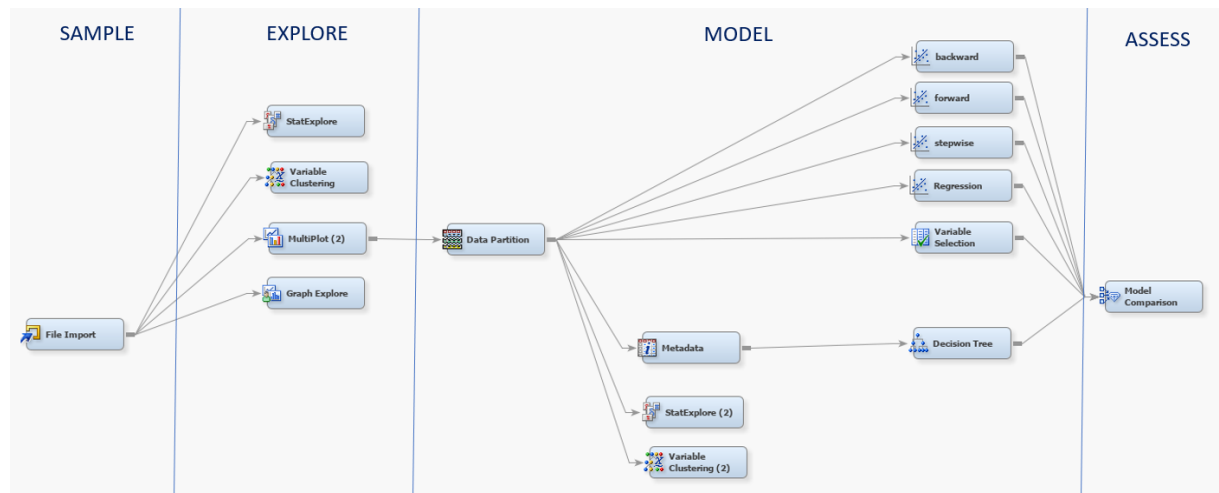 SAMPLE
EXPLORE
MODEL
ASSESS
File Import
StatExplore
Variable
Clustering
MultiPlot (2)
Graph Explore
Data Partition
backward
forward
stepwise
Regression
Variable
Selection
Metadata
Decision Tree
StatExplore (2)
Variable
Clustering (2)
Model
Comparison